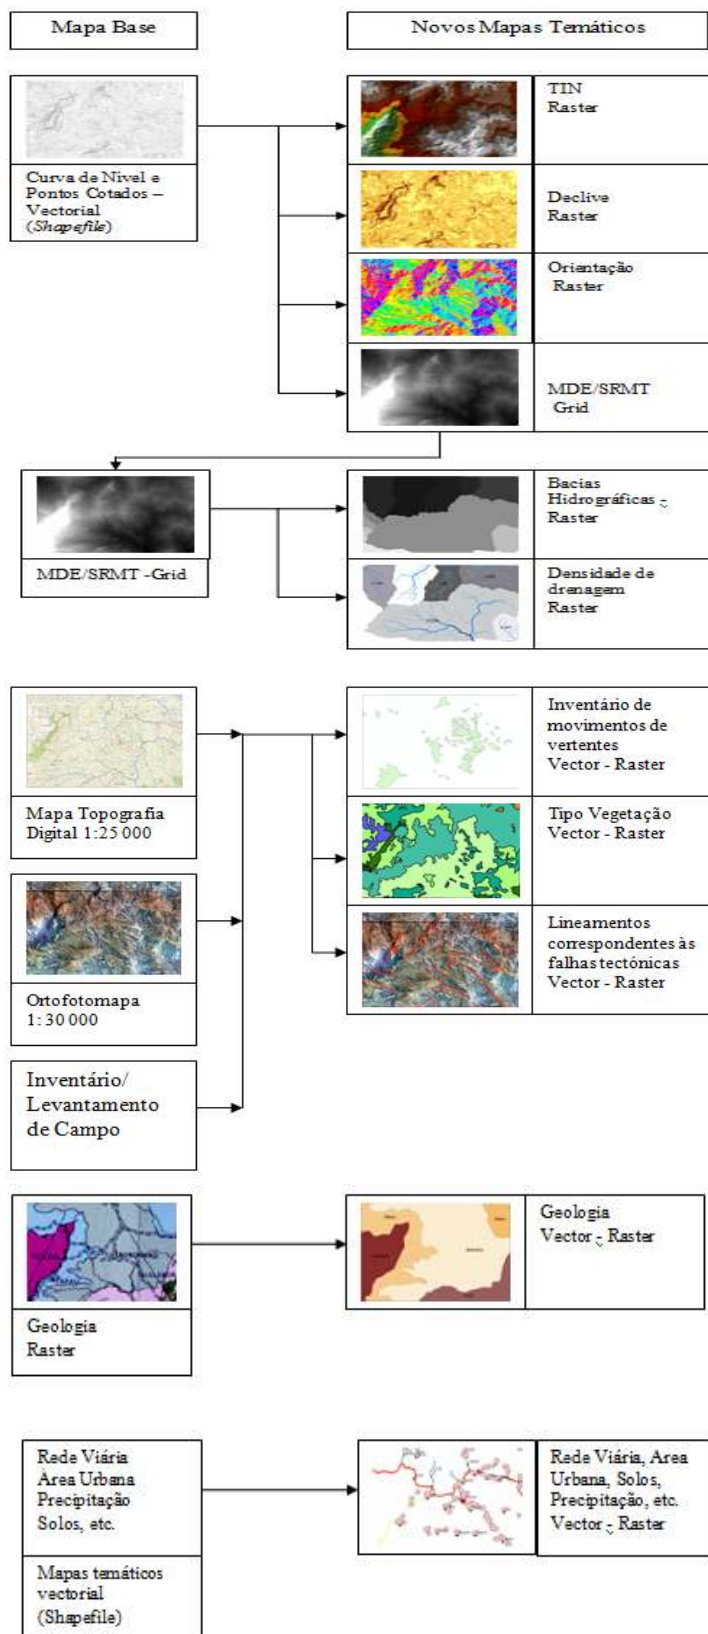 Mapa Base
Novos Mapas Temáticos
Curva de Nível e
Pontos Cotados –
Vectorial
(Shapefile)
TIN
Raster
Declive
Raster
Orientação
Raster
MDE/SRMT
Grid
MDE/SRMT -Grid
Bacias
Hidrográficas -
Raster
Densidade de
drenagem
Raster
Mapa Topografia
Digital 1:25 000
Ortofotomapa
1: 30 000
Inventário/
Levantamento
de Campo
Inventário de
movimentos de
vertentes
Vector - Raster
Tipo Vegetação
Vector - Raster
Lineamentos
correspondentes às
falhas tectónicas
Vector - Raster
Geologia
Raster
Geologia
Vector - Raster
Rede Viária
Àrea Urbana
Precipitação
Solos, etc.
Mapas temáticos
vectorial
(Shapefile)
Rede Viária, Area
Urbana, Solos,
Precipitação, etc.
Vector - Raster